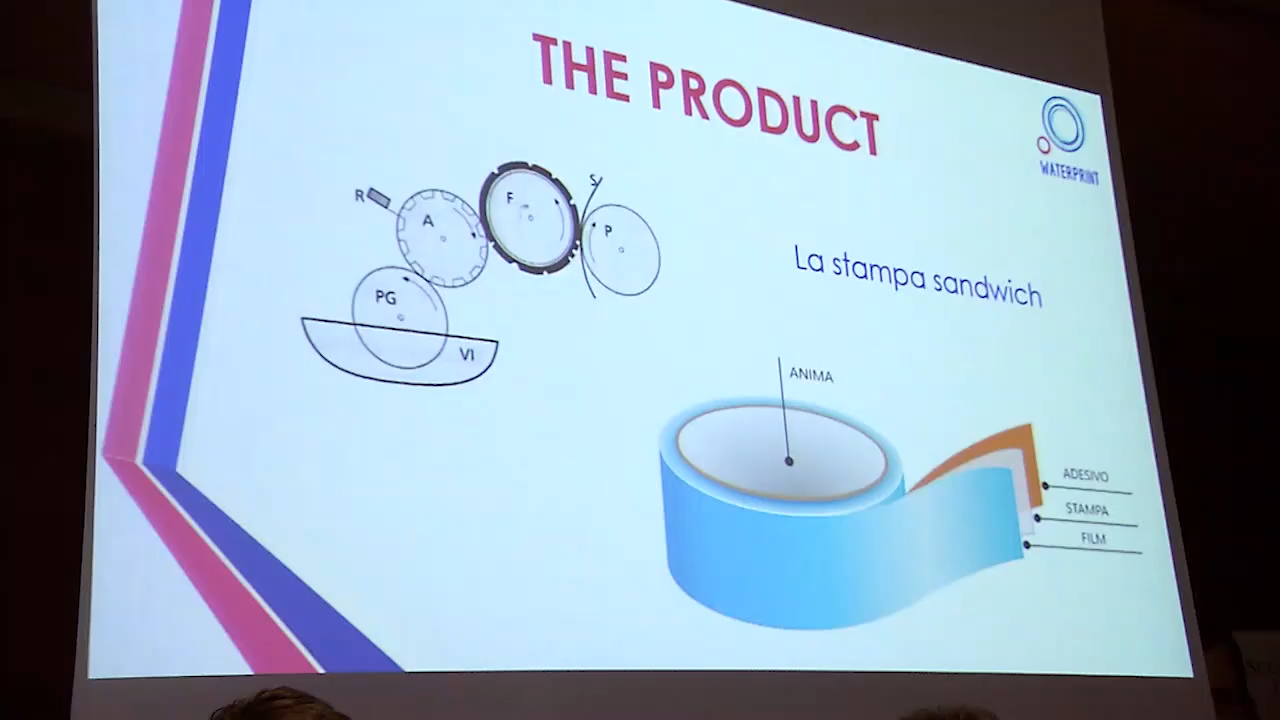 THE PRODUCT
WATERPRINT
R
A
F
S
P
PG
VI
La stampa sandwich
ANIMA
ADESIVO
STAMPA
FILM